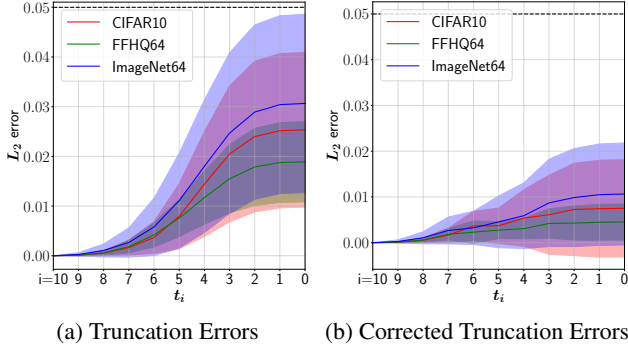 0.05
0.04
0.03
0.02
0.01
0.00
L₂ error
CIFAR10
FFHQ64
ImageNet64
i=10 9 8 7 6 5 4 3 2 1 0
tᵢ
(a) Truncation Errors
0.05
0.04
0.03
0.02
0.01
0.00
L₂ error
CIFAR10
FFHQ64
ImageNet64
i=10 9 8 7 6 5 4 3 2 1 0
tᵢ
(b) Corrected Truncation Errors